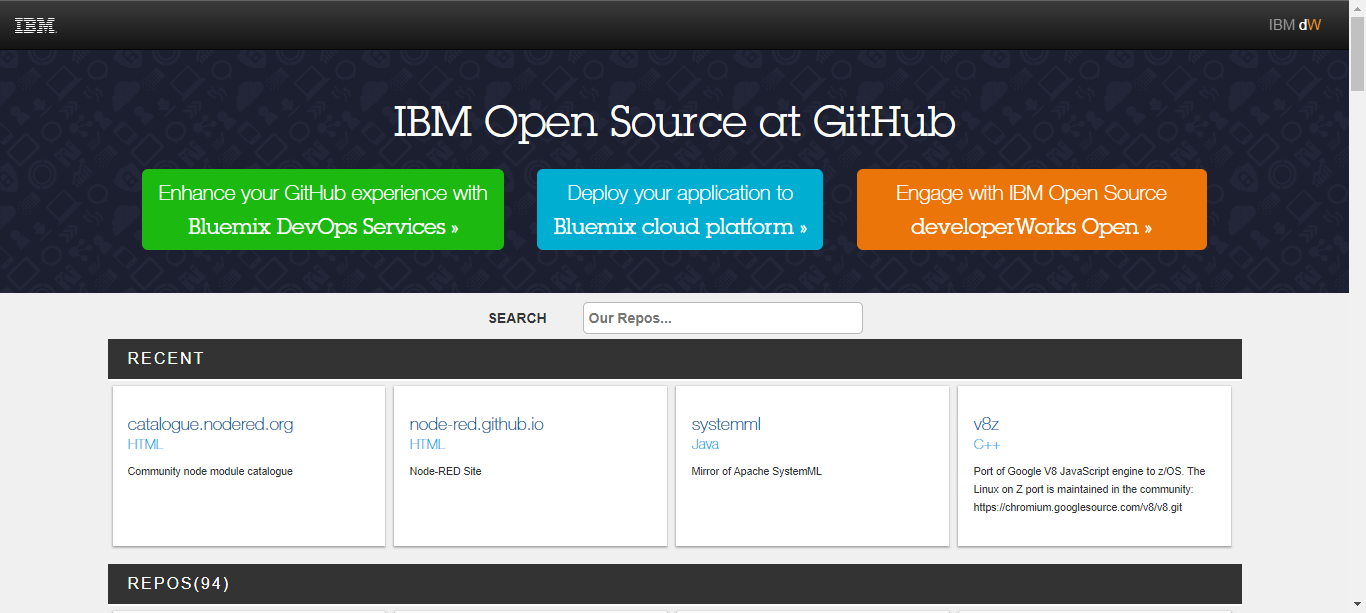 IBM
IBM dW
IBM Open Source at GitHub
Enhance your GitHub experience with
Bluemix DevOps Services »
Deploy your application to
Bluemix cloud platform »
Engage with IBM Open Source
developerWorks Open »
SEARCH
Our Repos...
RECENT
catalogue.nodered.org
HTML
Community node module catalogue
node-red.github.io
HTML
Node-RED Site
systemml
Java
Mirror of Apache SystemML
v8z
C++
Port of Google V8 JavaScript engine to z/OS. The
Linux on Z port is maintained in the community:
https://chromium.googlesource.com/v8/v8.git
REPOS(94)